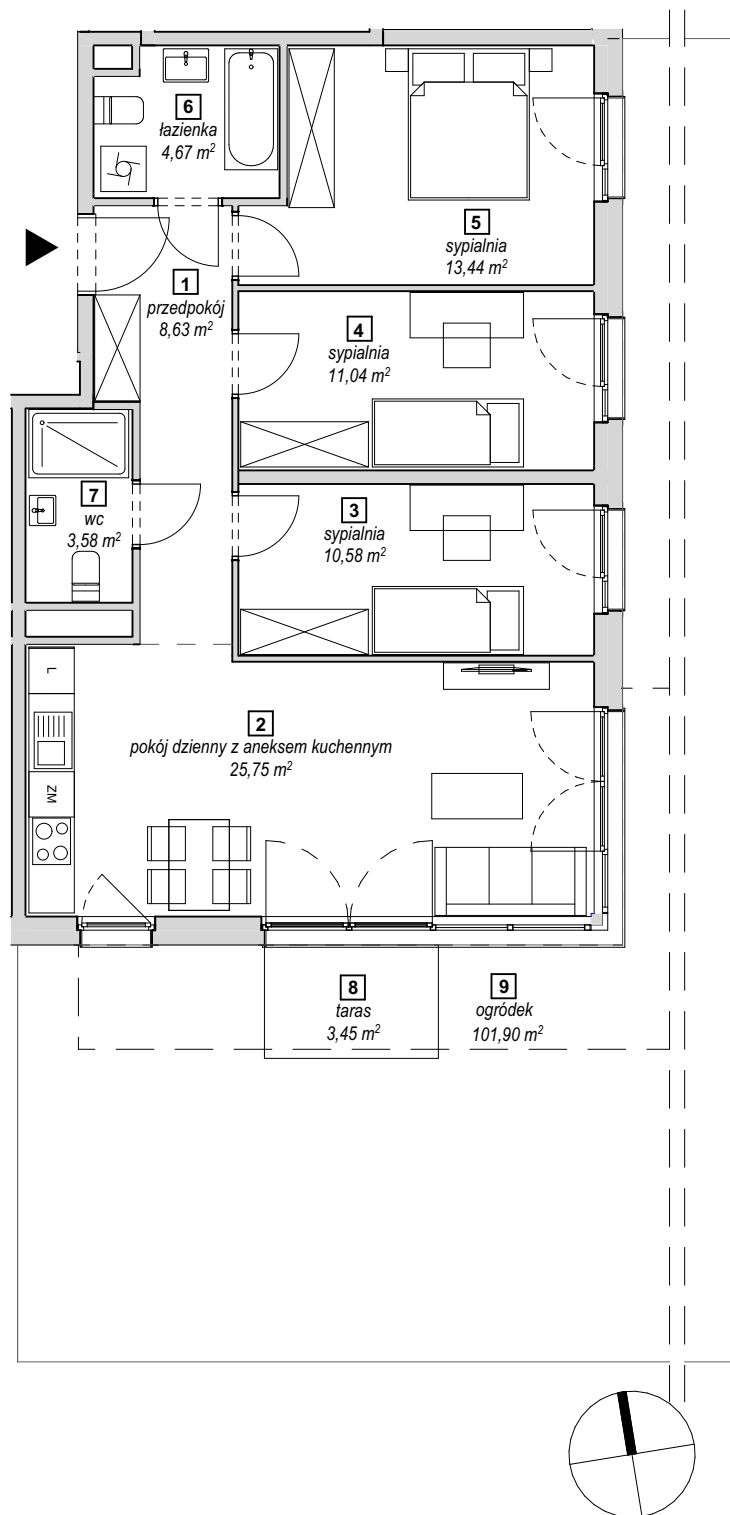 6
łazienka
4,67 m²
5
sypialnia
13,44 m²
1
przedpokój
8,63 m²
4
sypialnia
11,04 m²
7
wc
3,58 m²
3
sypialnia
10,58 m²
L
2
pokój dzienny z aneksem kuchennym
25,75 m²
ZM
8
taras
3,45 m²
9
ogródek
101,90 m²